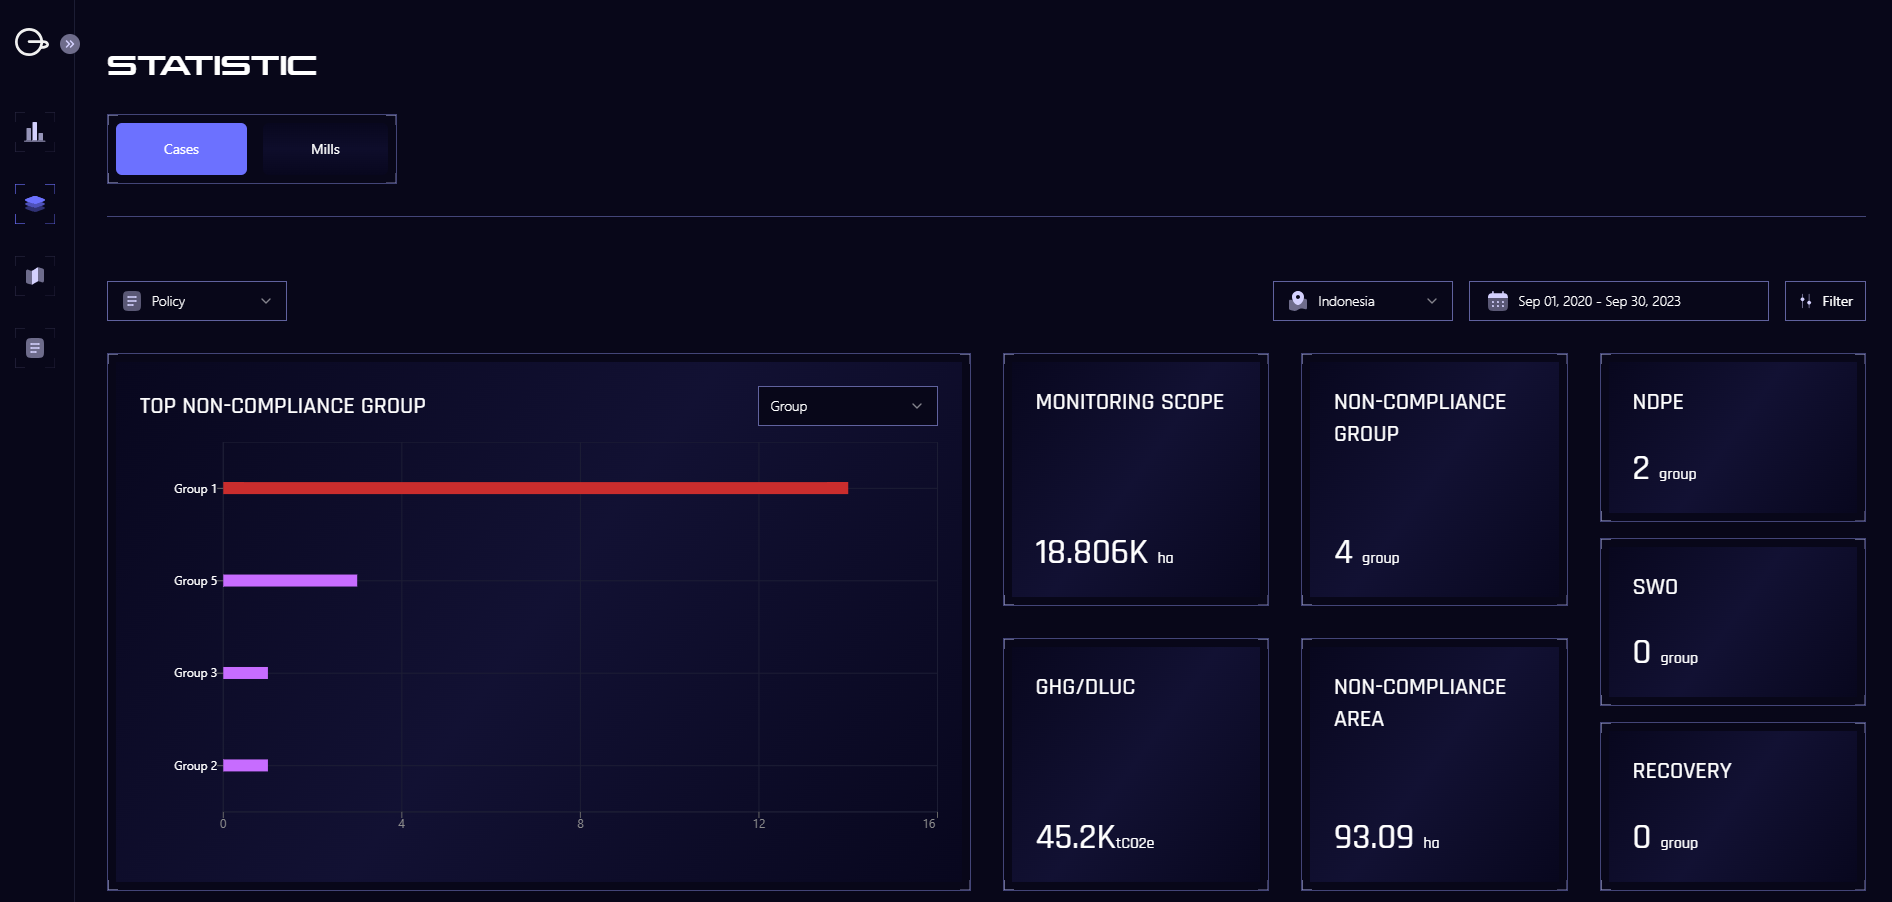 STATISTIC
Cases
Mills
Policy
Indonesia
Sep 01, 2020 - Sep 30, 2023
Filter
TOP NON-COMPLIANCE GROUP
Group
Group 1
Group 5
Group 3
Group 2
0
4
8
12
16
MONITORING SCOPE
18.806K ha
NON-COMPLIANCE
GROUP
4 group
GHG/DLUC
45.2KtCO2e
NON-COMPLIANCE
AREA
93.09 ha
NDPE
2 group
SWO
0 group
RECOVERY
0 group